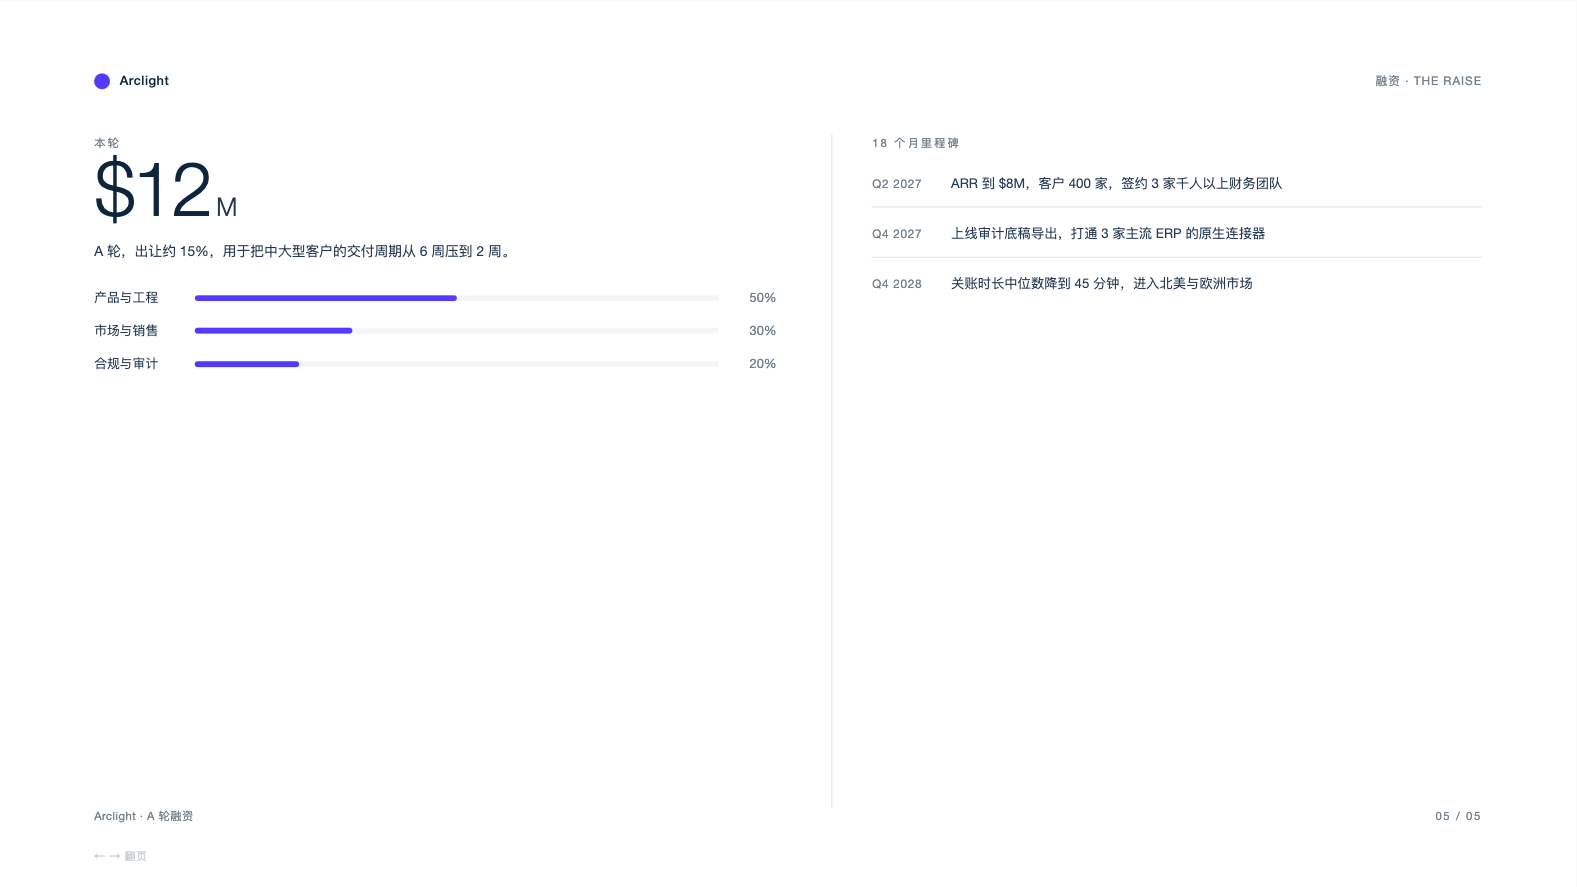 Arclight
融资 · THE RAISE
本轮
$12 M
A 轮，出让约 15%，用于把中大型客户的交付周期从 6 周压到 2 周。
产品与工程 50%
市场与销售 30%
合规与审计 20%
18 个月里程碑
Q2 2027 ARR 到 $8M，客户 400 家，签约 3 家千人以上财务团队
Q4 2027 上线审计底稿导出，打通 3 家主流 ERP 的原生连接器
Q4 2028 关账时长中位数降到 45 分钟，进入北美与欧洲市场
Arclight · A 轮融资
05 / 05
← → 翻页